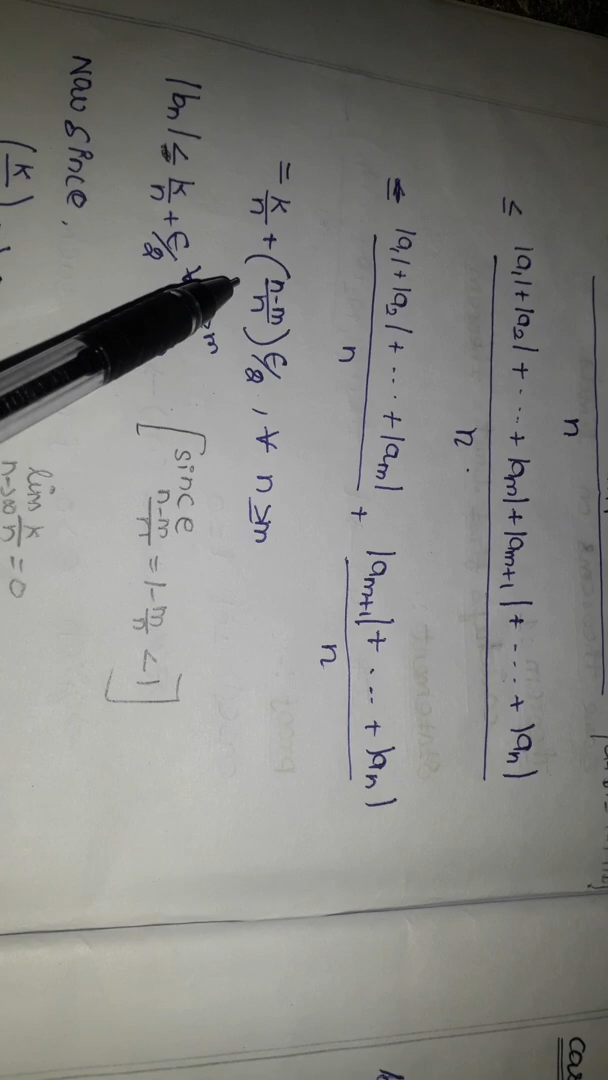 n
≤ |a₁|+|a₂|+...+|aₘ|+|aₘ₊₁|+...+|aₙ|
n.
≤ |a₁|+|a₂|+...+|aₘ| + |aₘ₊₁|+...+|aₙ|
n n
= k/n + (n-m/n) ε/2, ∀ n≥m
|bₙ| ≤ k/n + ε/2 m
[since n-m/n = 1-m/n <1]
Now since,
(k/n) lim n→∞ k/n = 0